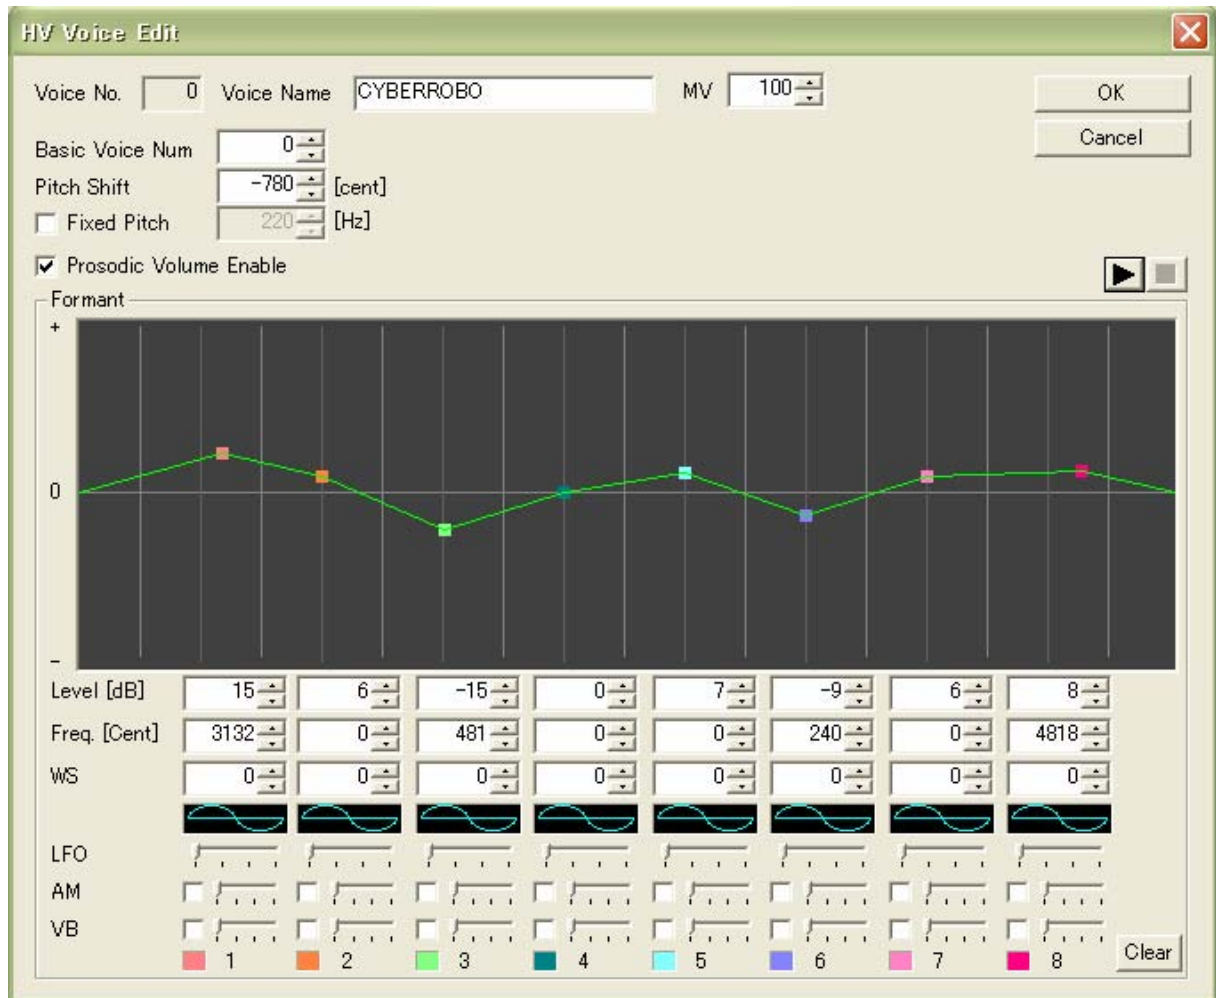 HV Voice Edit
Voice No. 0 Voice Name CYBERROBO MV 100 OK
Cancel
Basic Voice Num 0
Pitch Shift -780 [cent]
Fixed Pitch 220 [Hz]
Prosodic Volume Enable
Formant
+
0
-
Level [dB] 15 6 -15 0 7 -9 6 8
Freq. [Cent] 3132 0 481 0 0 240 0 4818
WS 0 0 0 0 0 0 0 0
LFO
AM
VB
1 2 3 4 5 6 7 8 Clear